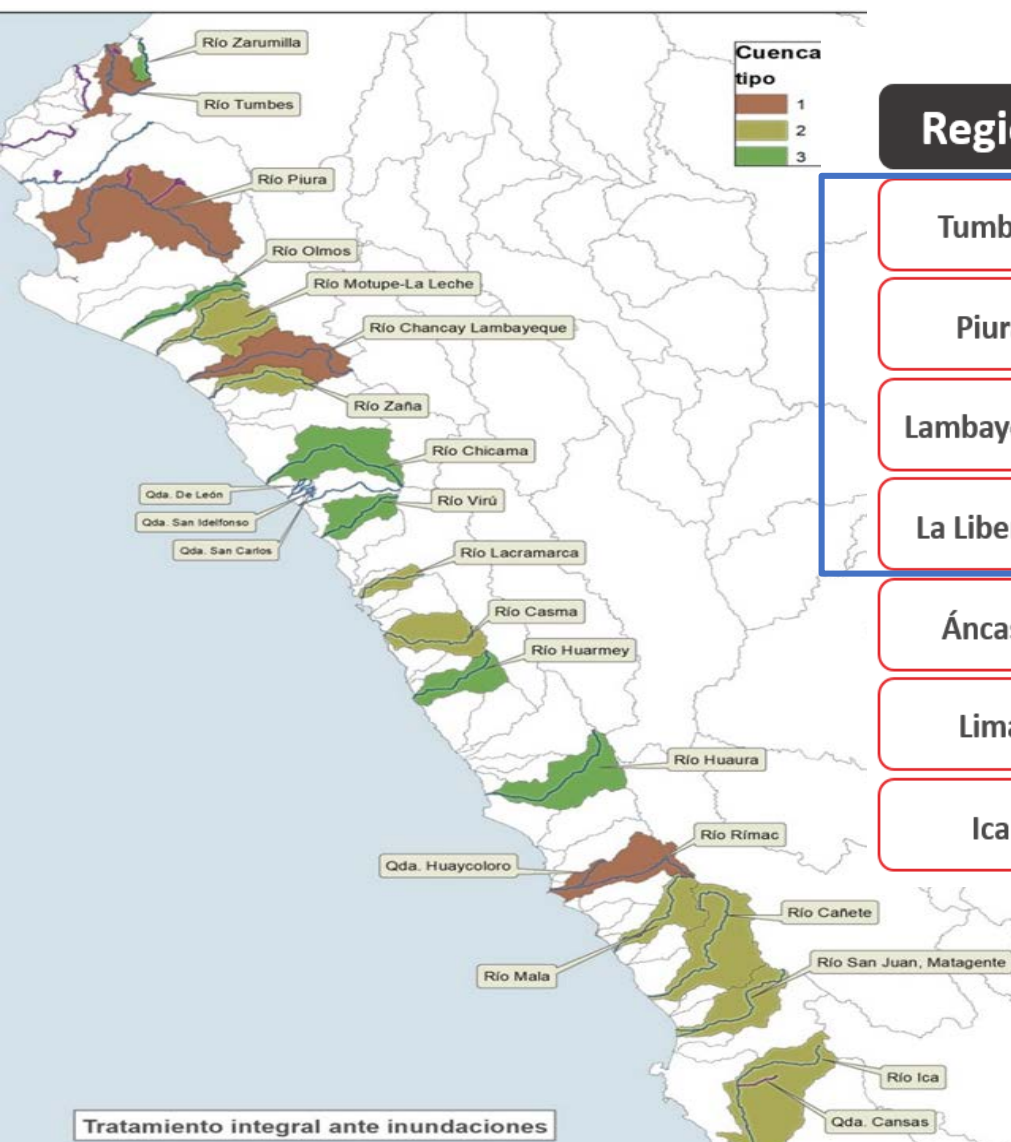 Río Zarumilla
Río Tumbes
Cuenca
tipo
1
2
3
Río Piura
Río Olmos
Río Motupe-La Leche
Río Chancay Lambayeque
Río Zaña
Río Chicama
Qda. De León
Río Virú
Qda. San Idelfonso
Qda. San Carlos
Río Lacramarca
Río Casma
Río Huarmey
Río Huaura
Río Rímac
Qda. Huaycoloro
Río Cañete
Río San Juan, Matagente
Río Mala
Río Ica
Qda. Cansas
Tratamiento integral ante inundaciones
Regi
Tumb
Piur
Lambay
La Liber
Áncas
Lima
Ica